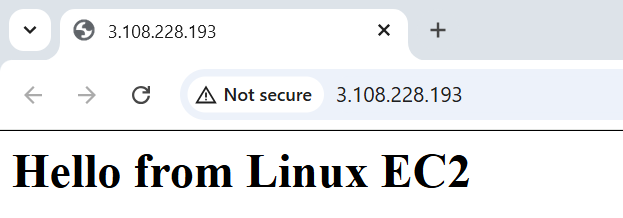 3.108.228.193
Not secure 3.108.228.193
Hello from Linux EC2